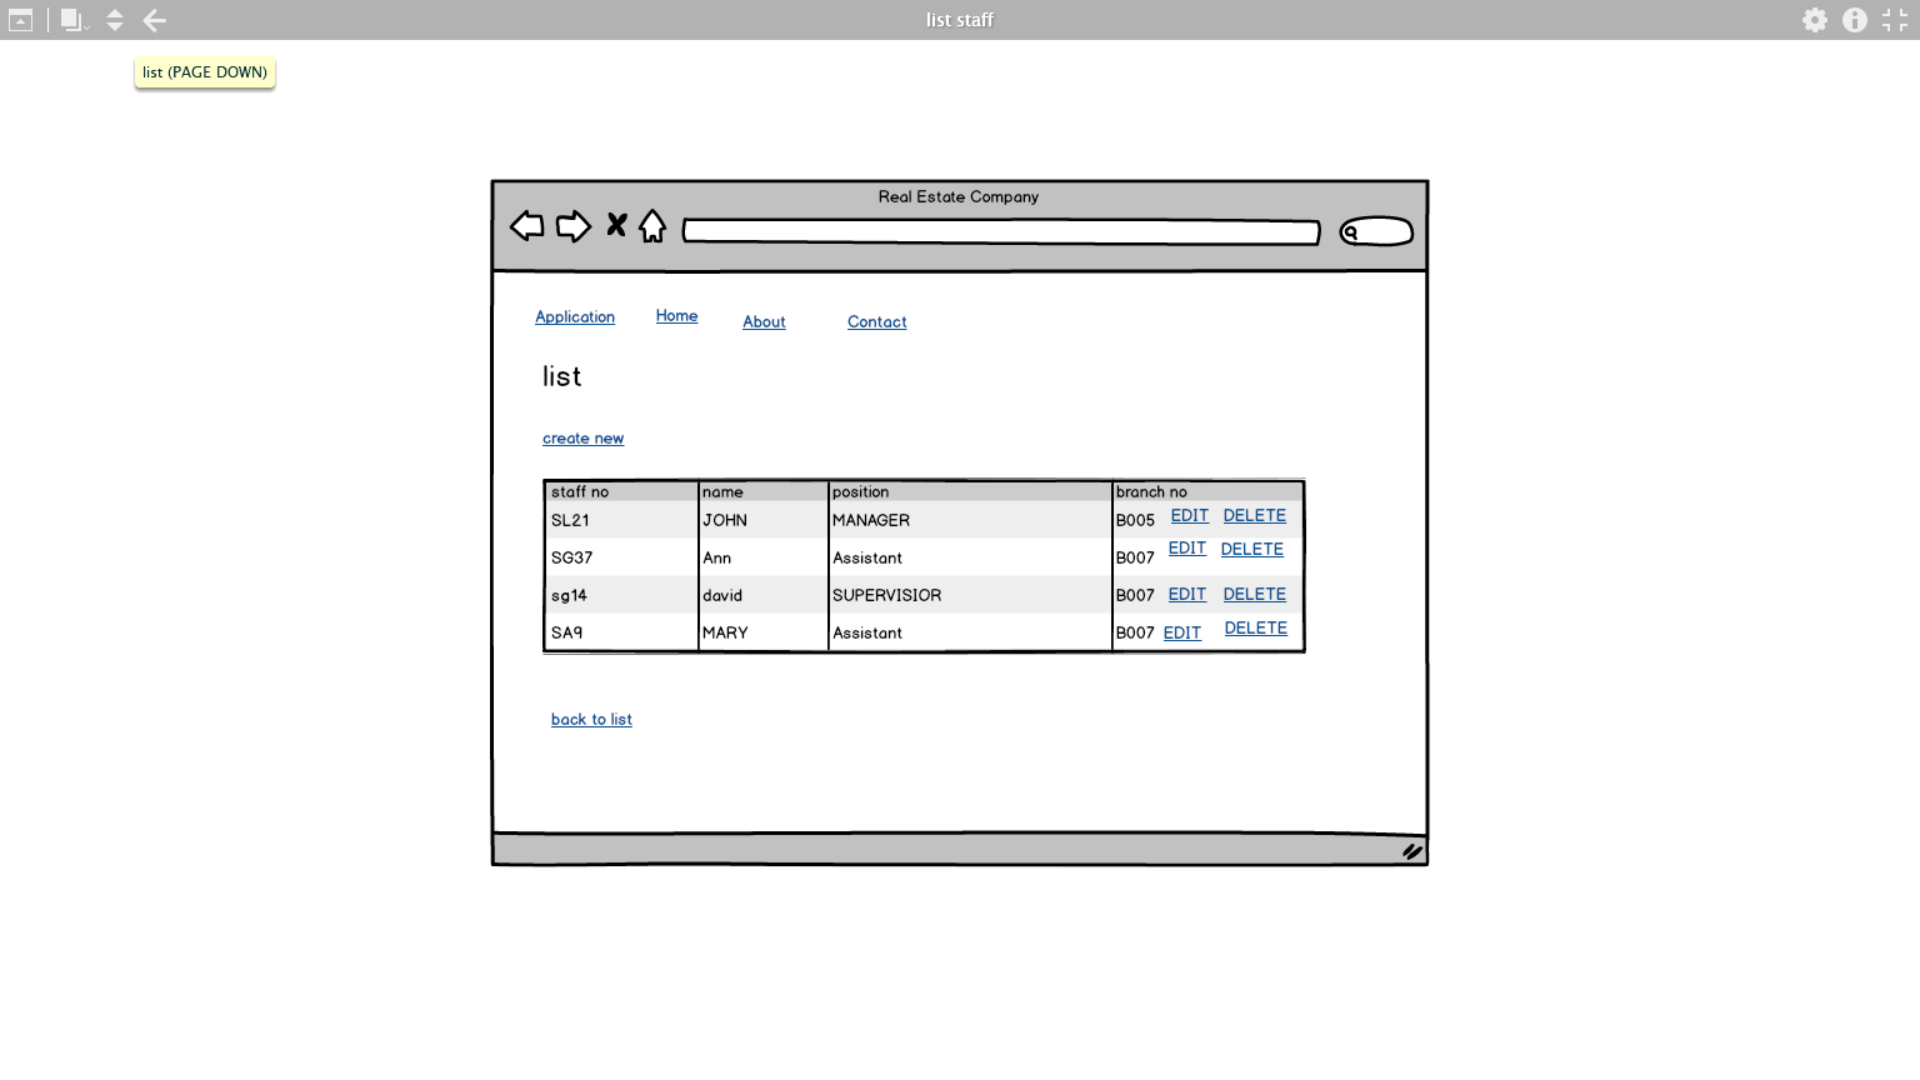 list staff
list (PAGE DOWN)
Real Estate Company
Application Home About Contact
list
create new
staff no name position branch no
SL21 JOHN MANAGER B005 EDIT DELETE
SG37 Ann Assistant B007 EDIT DELETE
sg14 david SUPERVISIOR B007 EDIT DELETE
SA9 MARY Assistant B007 EDIT DELETE
back to list